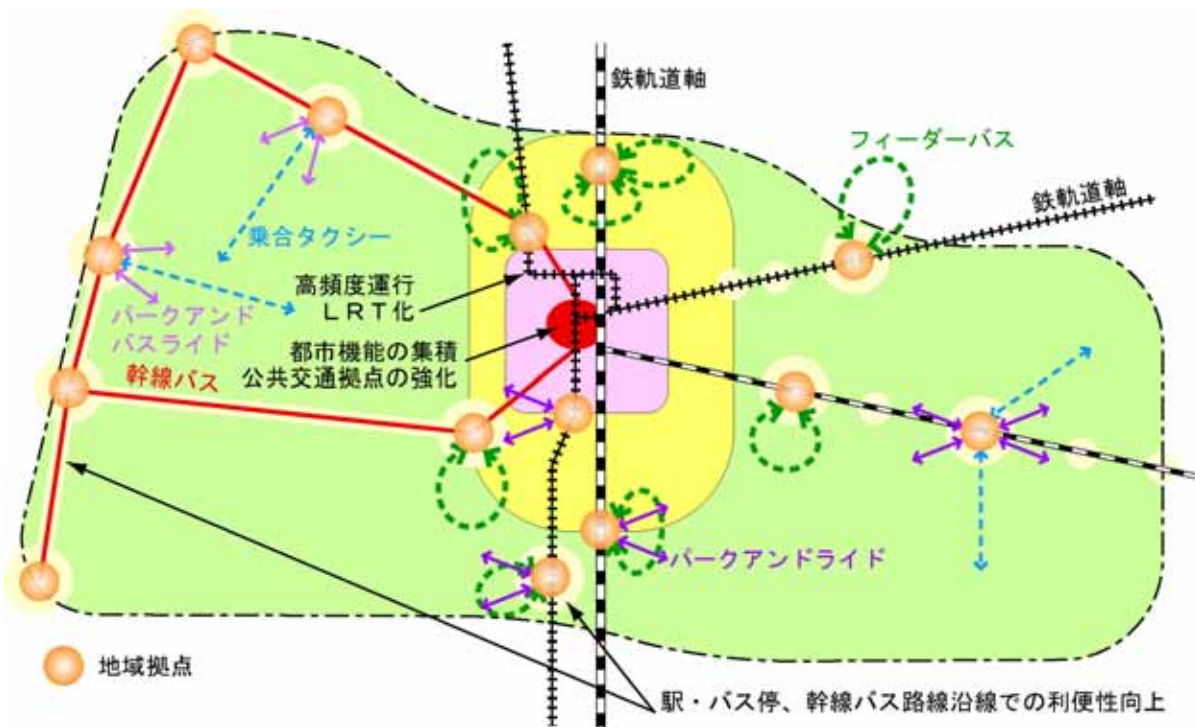 鉄軌道軸
フィーダーバス
鉄軌道軸
乗合タクシー
高頻度運行
ＬＲＴ化
パークアンド
バスライド
都市機能の集積
公共交通拠点の強化
幹線バス
パークアンドライド
地域拠点
駅・バス停、幹線バス路線沿線での利便性向上